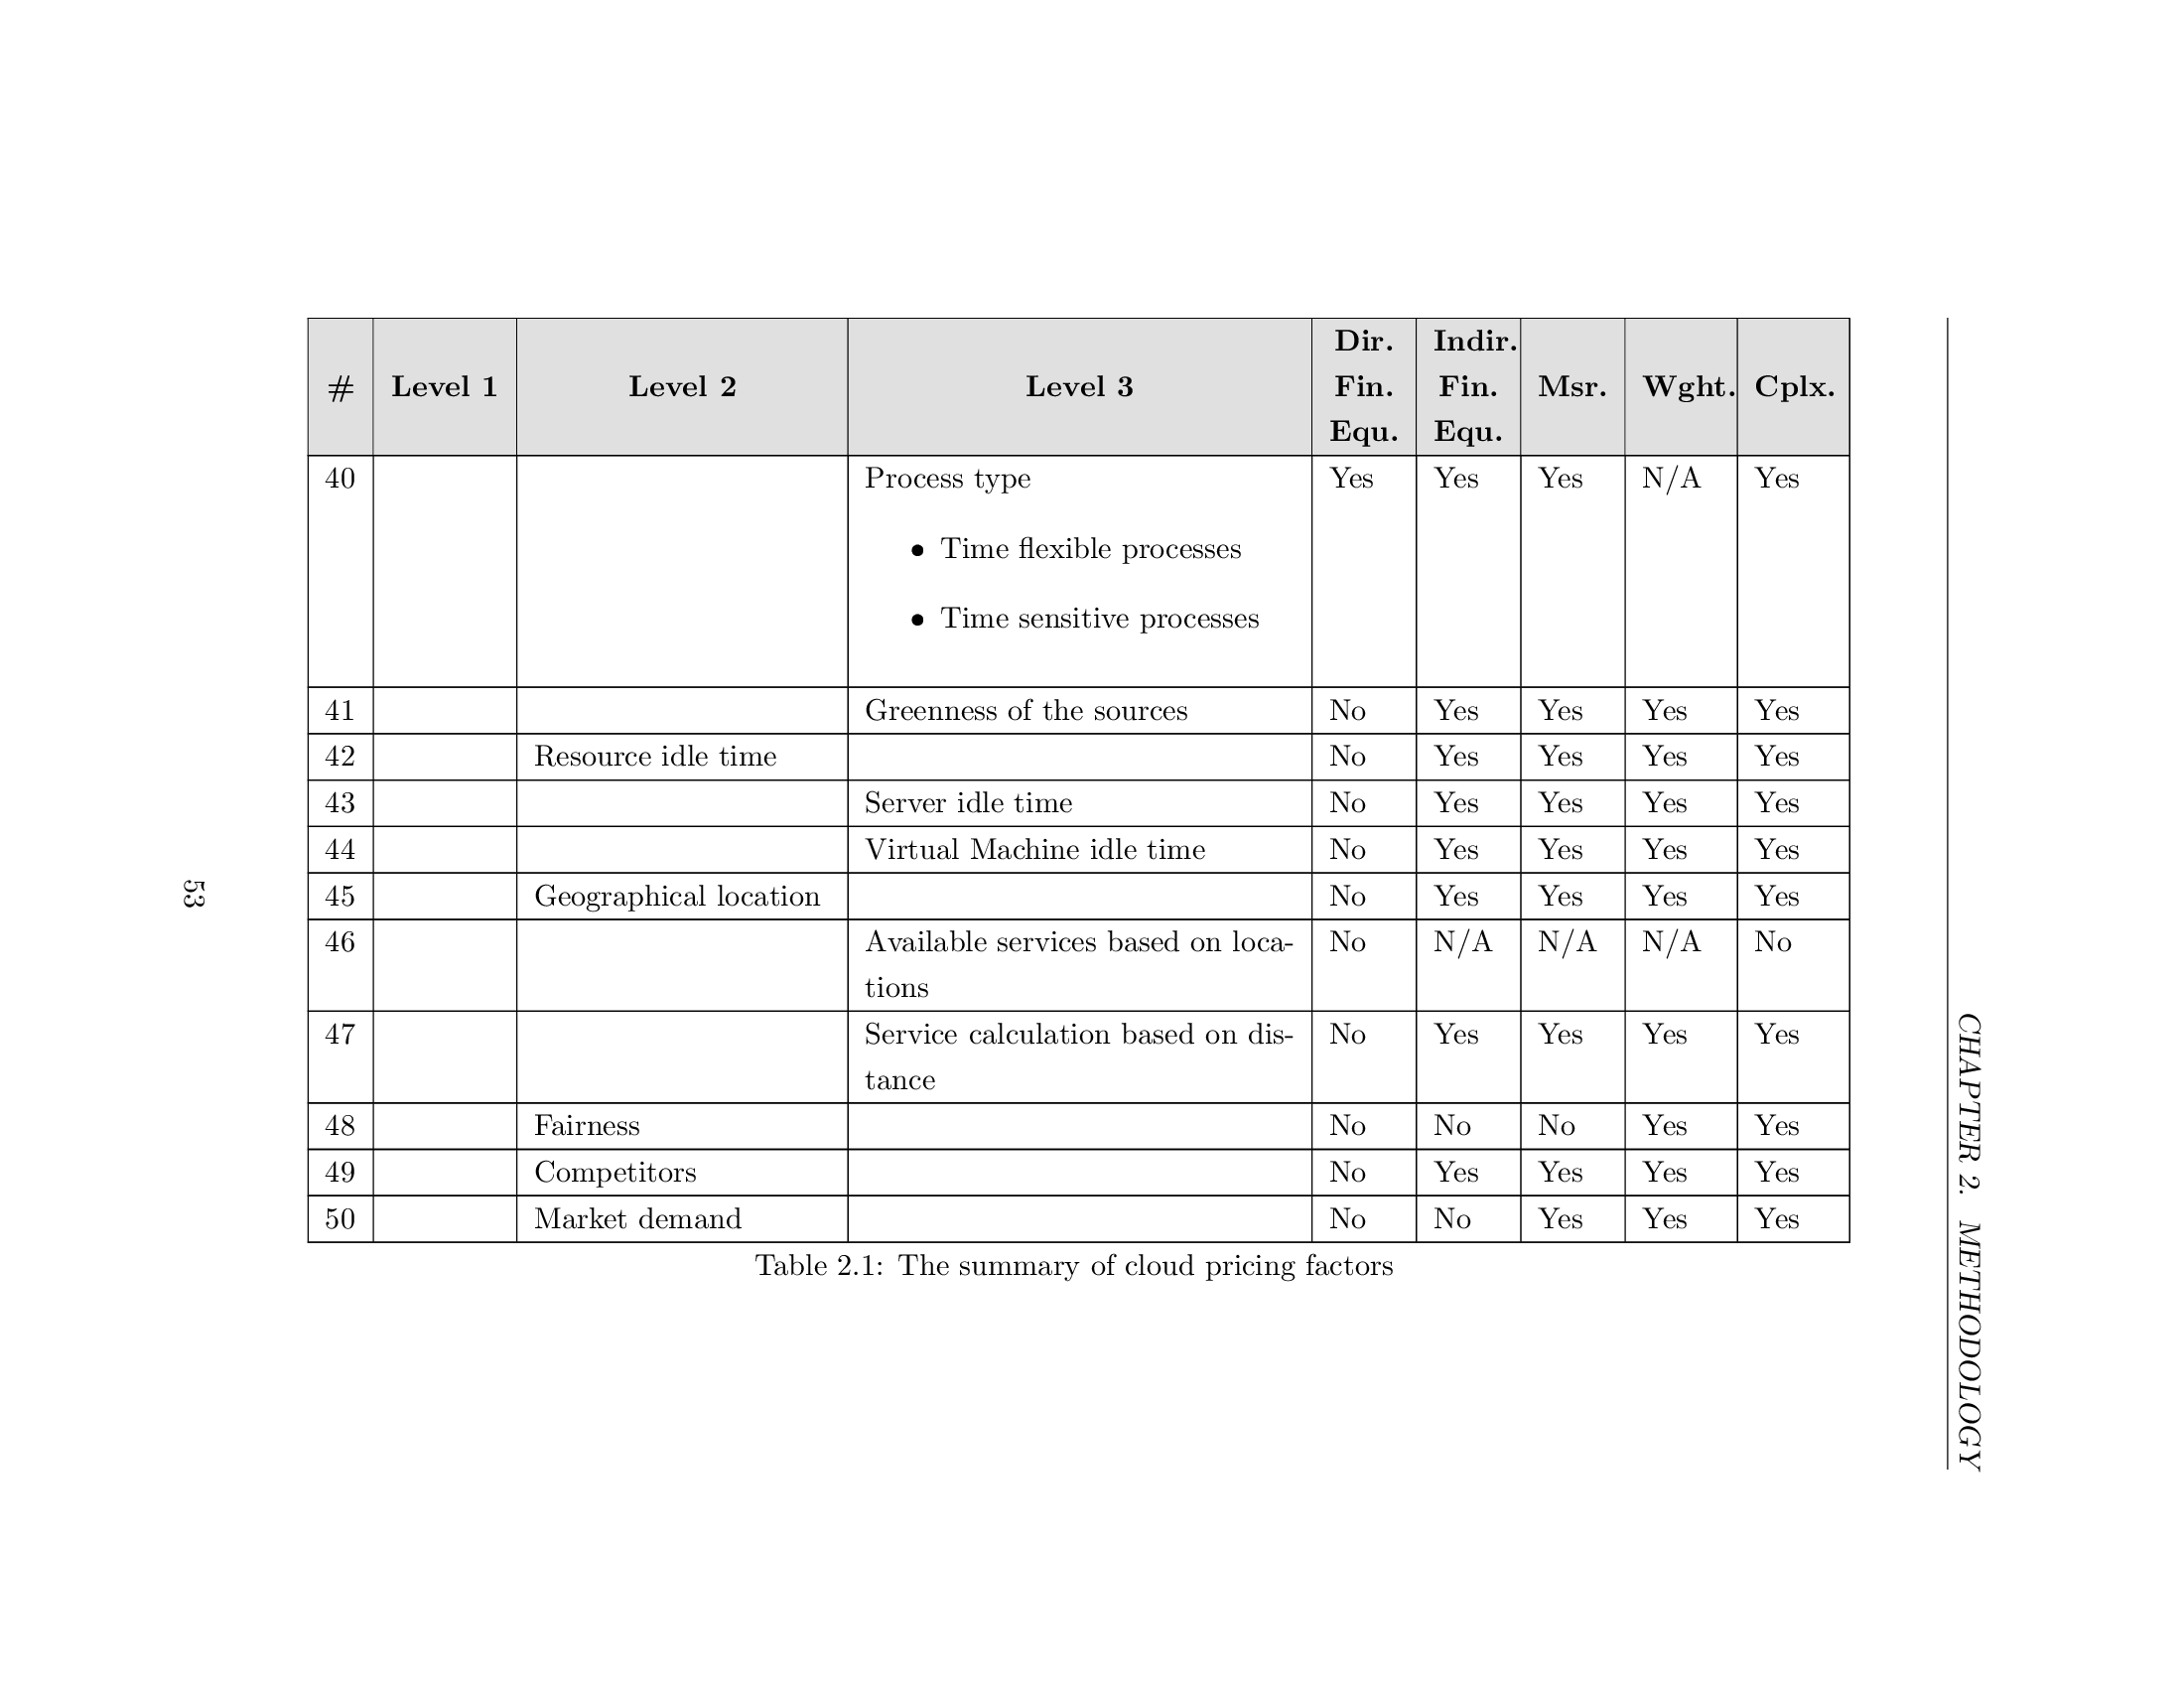 CHAPTER 2. METHODOLOGY
# Level 1 Level 2 Level 3 Dir. Fin. Equ. Indir. Fin. Equ. Msr. Wght. Cplx.
40 Process type Yes Yes Yes N/A Yes
• Time flexible processes
• Time sensitive processes
41 Greenness of the sources No Yes Yes Yes Yes
42 Resource idle time No Yes Yes Yes Yes
43 Server idle time No Yes Yes Yes Yes
44 Virtual Machine idle time No Yes Yes Yes Yes
45 Geographical location No Yes Yes Yes Yes
46 Available services based on loca- No N/A N/A N/A No
tions
47 Service calculation based on dis- No Yes Yes Yes Yes
tance
48 Fairness No No No Yes Yes
49 Competitors No Yes Yes Yes Yes
50 Market demand No No Yes Yes Yes
Table 2.1: The summary of cloud pricing factors
53